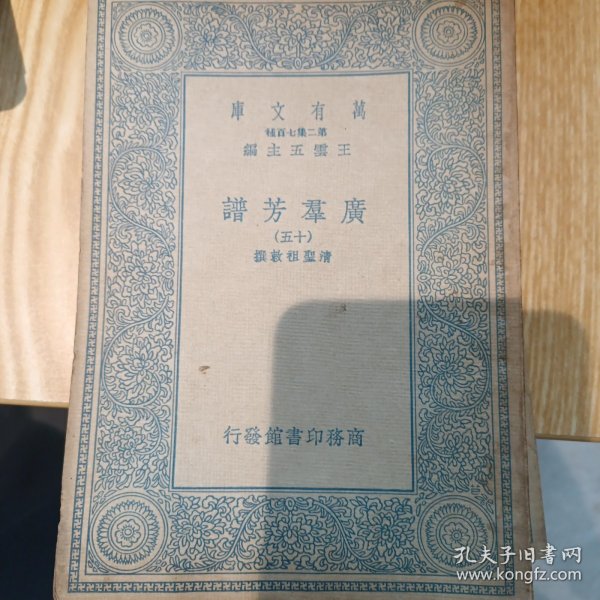 庫文有萬
種百七集二第
編主五雲王
譜芳羣廣
(五十)
撰敕祖聖清
行發館書印務商
孔夫子旧书网
www.kongfz.com